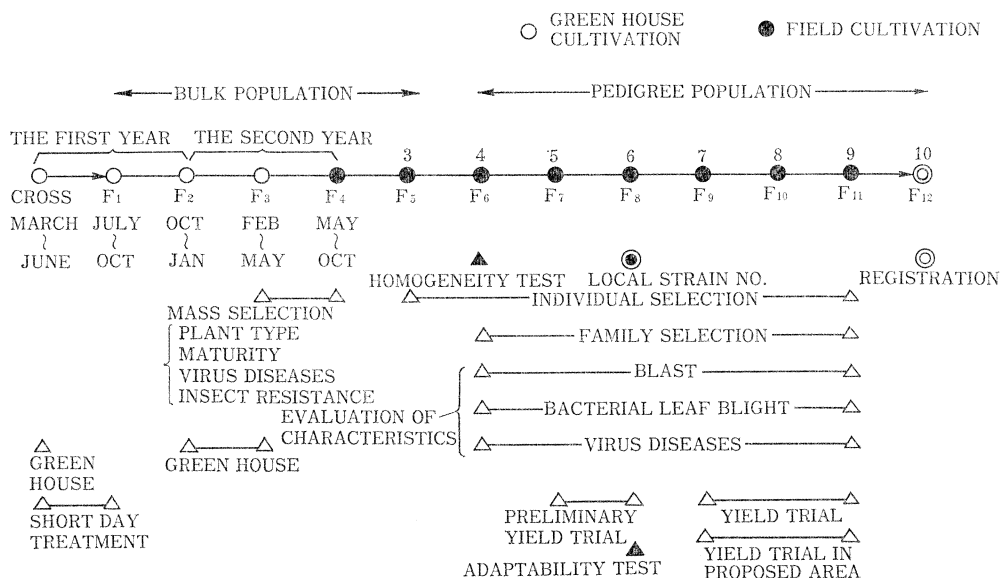 GREEN HOUSE
CULTIVATION
FIELD CULTIVATION
BULK POPULATION
PEDIGREE POPULATION
THE FIRST YEAR
THE SECOND YEAR
3 4 5 6 7 8 9 10
CROSS F1 F2 F3 F4 F5 F6 F7 F8 F9 F10 F11 F12
MARCH JULY OCT FEB MAY
~ ~ ~ ~ ~
JUNE OCT JAN MAY OCT
HOMOGENEITY TEST
LOCAL STRAIN NO.
REGISTRATION
INDIVIDUAL SELECTION
MASS SELECTION
PLANT TYPE
MATURITY
VIRUS DISEASES
INSECT RESISTANCE
FAMILY SELECTION
EVALUATION OF
CHARACTERISTICS
BLAST
BACTERIAL LEAF BLIGHT
VIRUS DISEASES
GREEN
HOUSE
GREEN HOUSE
SHORT DAY
TREATMENT
PRELIMINARY
YIELD TRIAL
ADAPTABILITY TEST
YIELD TRIAL
YIELD TRIAL IN
PROPOSED AREA